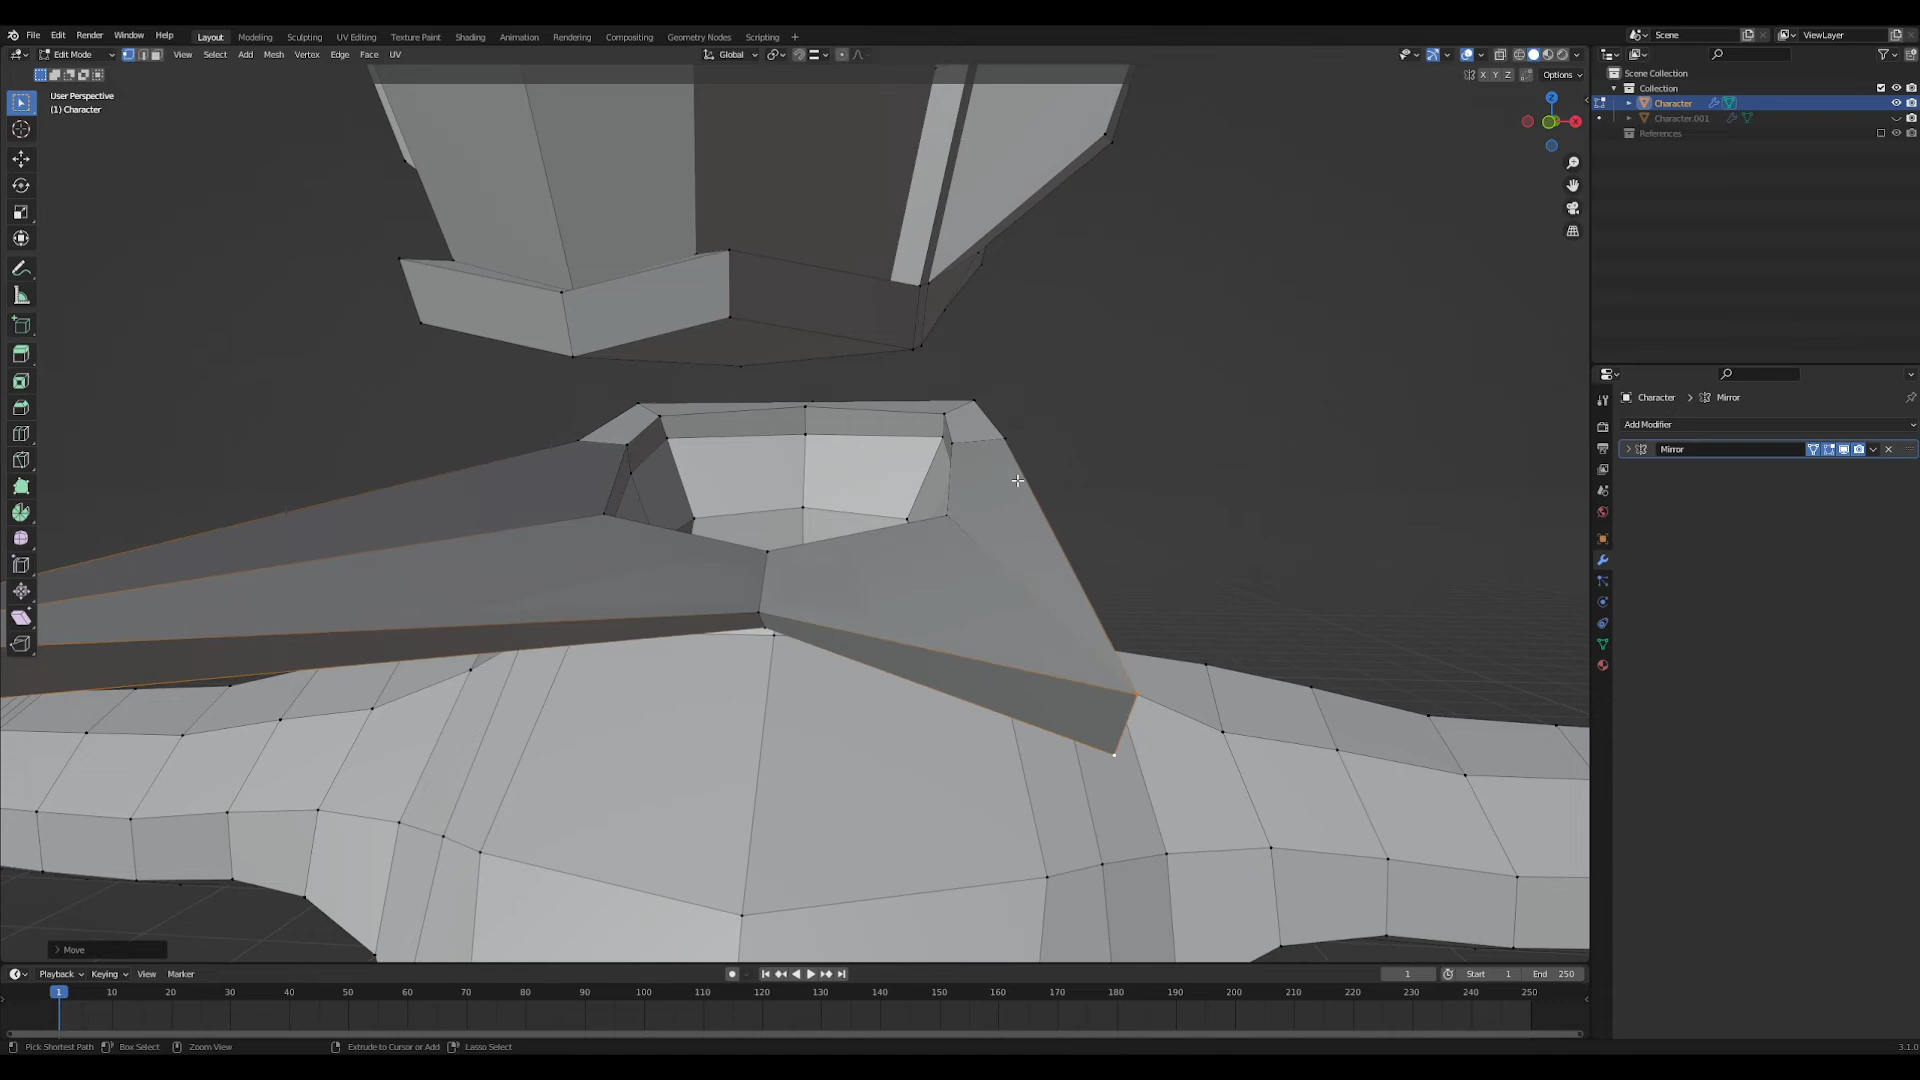 File Edit Render Window Help Layout Modeling Sculpting UV Editing Texture Paint Shading Animation Rendering Compositing Geometry Nodes Scripting + Scene ViewLayer
Edit Mode View Select Add Mesh Vertex Edge Face UV Global
X Y Z Options
User Perspective
(1) Character
Z
X
Scene Collection
Collection
Character
Character.001
References
Character Mirror
Add Modifier
Mirror
Move
Playback Keying View Marker 1 Start 1 End 250
1 10 20 30 40 50 60 70 80 90 100 110 120 130 140 150 160 170 180 190 200 210 220 230 240 250
Pick Shortest Path Box Select Zoom View Extrude to Cursor or Add Lasso Select 3.1.0